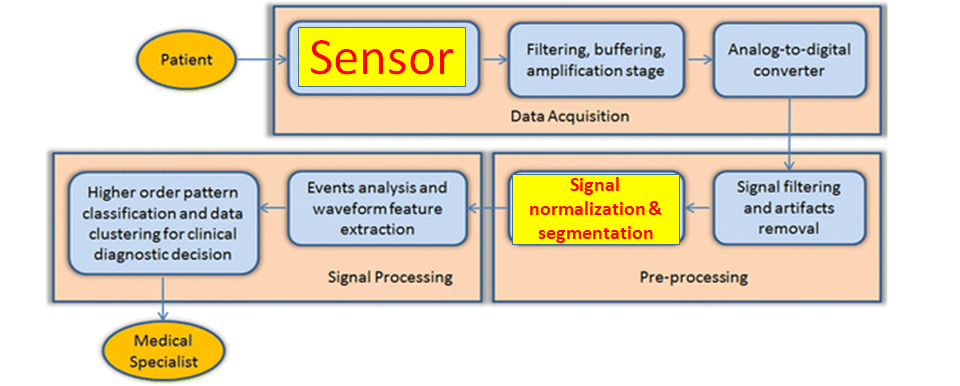 Patient
Sensor
Filtering, buffering,
amplification stage
Analog-to-digital
converter
Data Acquisition
Signal filtering
and artifacts
removal
Signal
normalization &
segmentation
Pre-processing
Events analysis and
waveform feature
extraction
Higher order pattern
classification and data
clustering for clinical
diagnostic decision
Signal Processing
Medical
Specialist